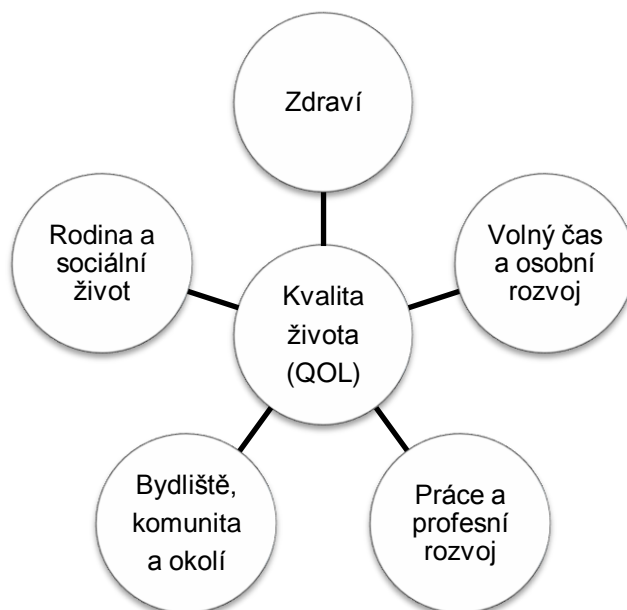 Zdraví
Rodina a
sociální
život
Volný čas
a osobní
rozvoj
Kvalita
života
(QOL)
Bydliště,
komunita
a okolí
Práce a
profesní
rozvoj